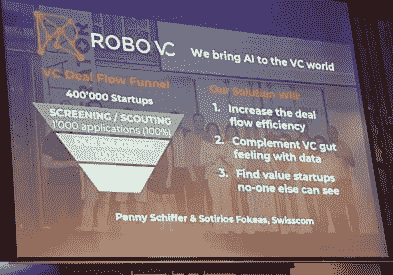 ROBO VC
We bring AI to the VC world
VC Deal Flow Funnel
400'000 Startups
SCREENING / SCOUTING
1'000 applications (100%)
Our Solution Will
1. Increase the deal
flow efficiency
2. Complement VC gut
feeling with data
3. Find value startups
no-one else can see
Penny Schiffer & Sotirios Fokeas, Swisscom